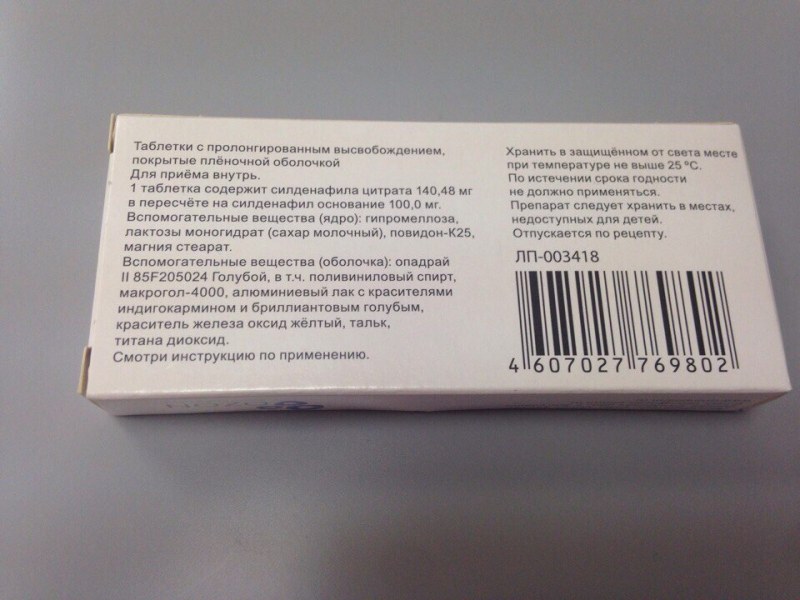 Таблетки с пролонгированным высвобождением,
покрытые плёночной оболочкой
Для приёма внутрь.
1 таблетка содержит силденафила цитрата 140,48 мг
в пересчёте на силденафил основание 100,0 мг.
Вспомогательные вещества (ядро): гипромеллоза,
лактозы моногидрат (сахар молочный), повидон-К25,
магния стеарат.
Вспомогательные вещества (оболочка): опадрай
II 85F205024 Голубой, в т.ч. поливиниловый спирт,
макрогол-4000, алюминиевый лак с красителями
индигокармином и бриллиантовым голубым,
краситель железа оксид жёлтый, тальк,
титана диоксид.
Смотри инструкцию по применению.
Хранить в защищённом от света месте
при температуре не выше 25 °С.
По истечении срока годности
не должно применяться.
Препарат следует хранить в местах,
недоступных для детей.
Отпускается по рецепту.
ЛП-003418
4 607027 769802